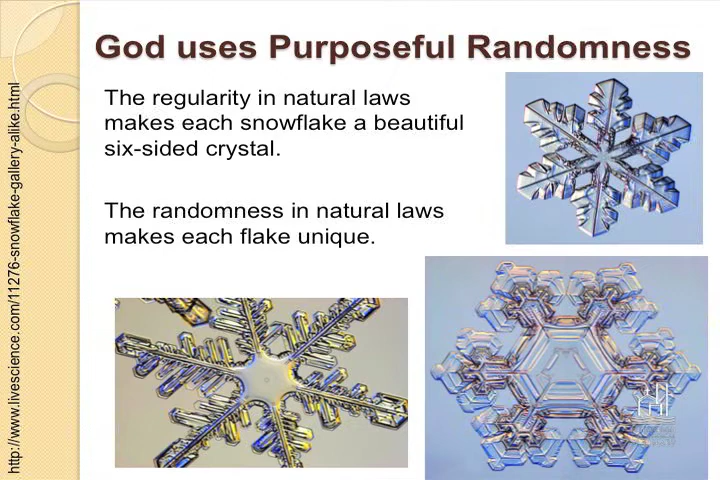 God uses Purposeful Randomness
The regularity in natural laws
makes each snowflake a beautiful
six-sided crystal.
The randomness in natural laws
makes each flake unique.
http://www.livescience.com/11276-snowflake-gallery-alike.html